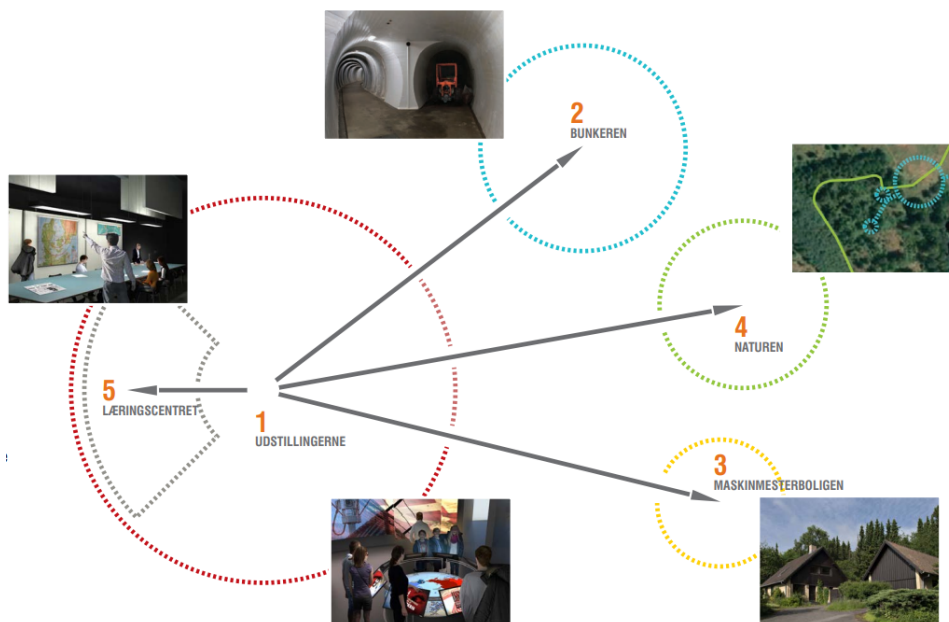 2
BUNKEREN
4
NATUREN
5
LÆRINGSCENTRET
1
UDSTILLINGERNE
3
MASKINMESTERBOLIGEN